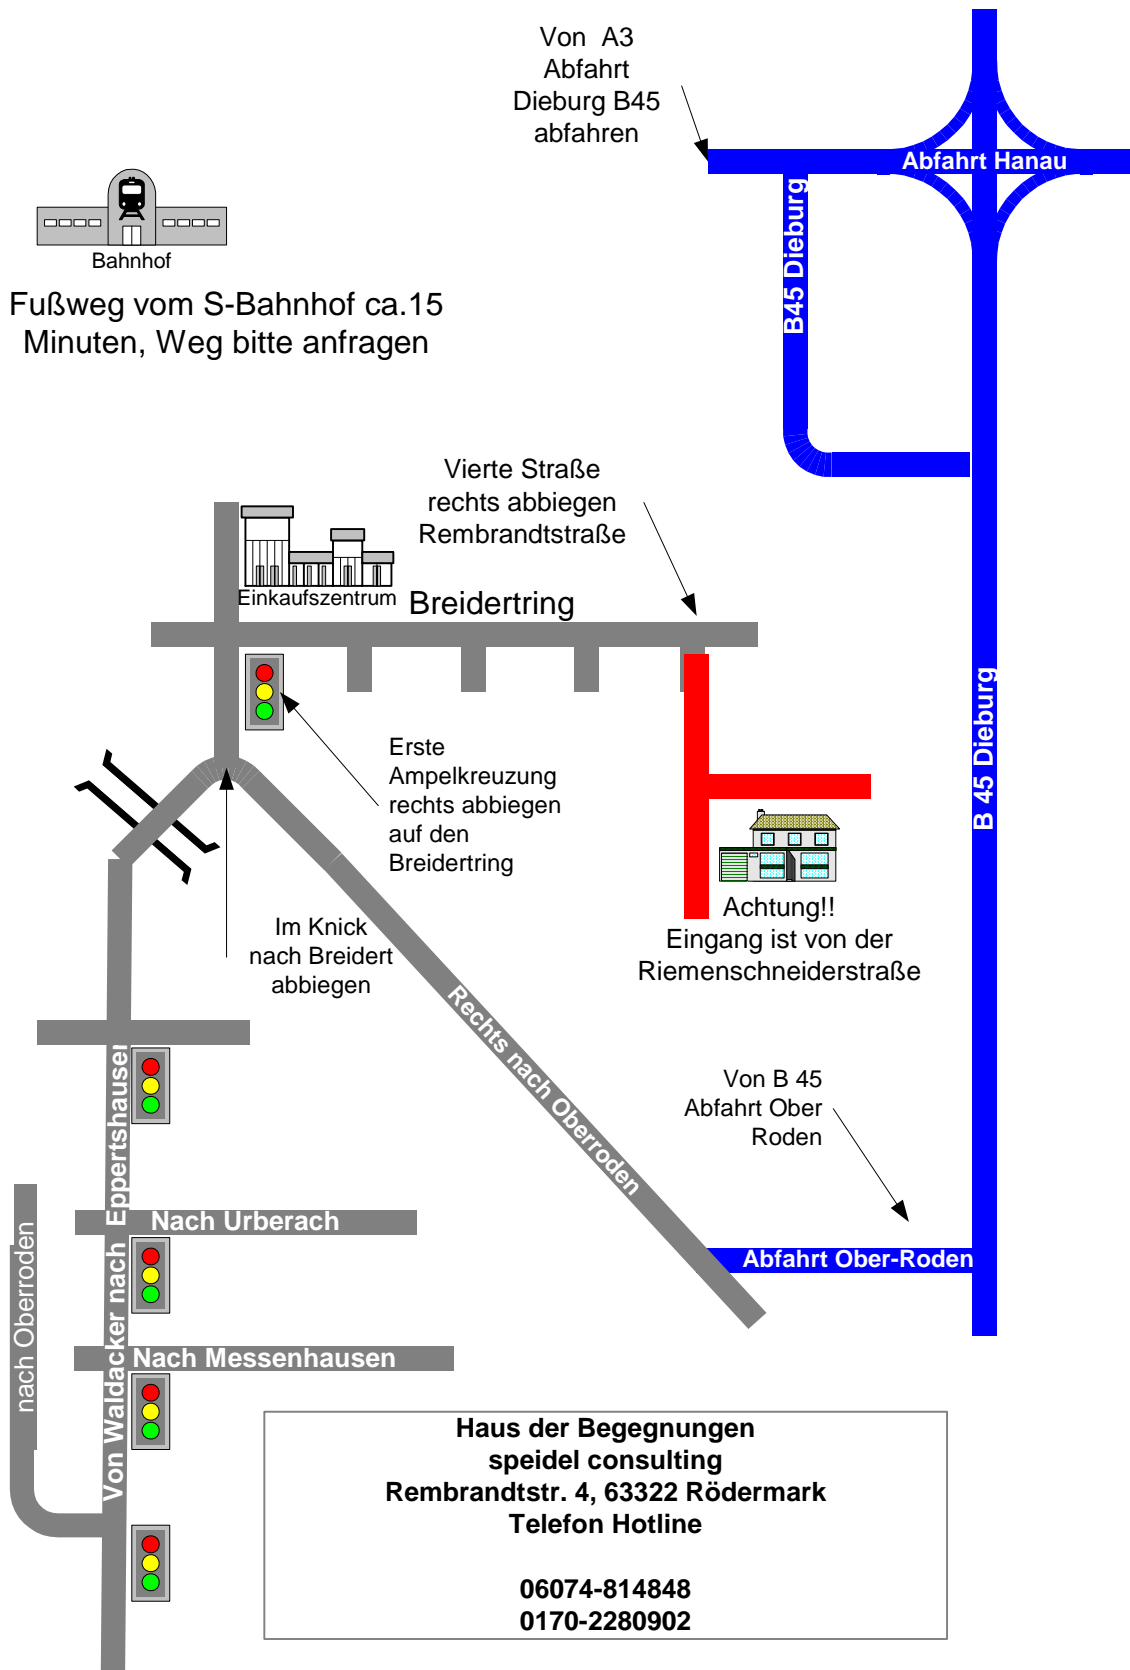 Von A3
Abfahrt
Dieburg B45
abfahren
Abfahrt Hanau
B45 Dieburg
Bahnhof
Fußweg vom S-Bahnhof ca.15
Minuten, Weg bitte anfragen
Vierte Straße
rechts abbiegen
Rembrandtstraße
Einkaufszentrum
Breidertring
Erste
Ampelkreuzung
rechts abbiegen
auf den
Breidertring
B 45 Dieburg
Achtung!!
Eingang ist von der
Riemenschneiderstraße
Im Knick
nach Breidert
abbiegen
Rechts nach Oberroden
Von B 45
Abfahrt Ober
Roden
Abfahrt Ober-Roden
Von Waldacker nach Eppertshausen
Nach Urberach
nach Oberroden
Nach Messenhausen
Haus der Begegnungen
speidel consulting
Rembrandtstr. 4, 63322 Rödermark
Telefon Hotline
06074-814848
0170-2280902